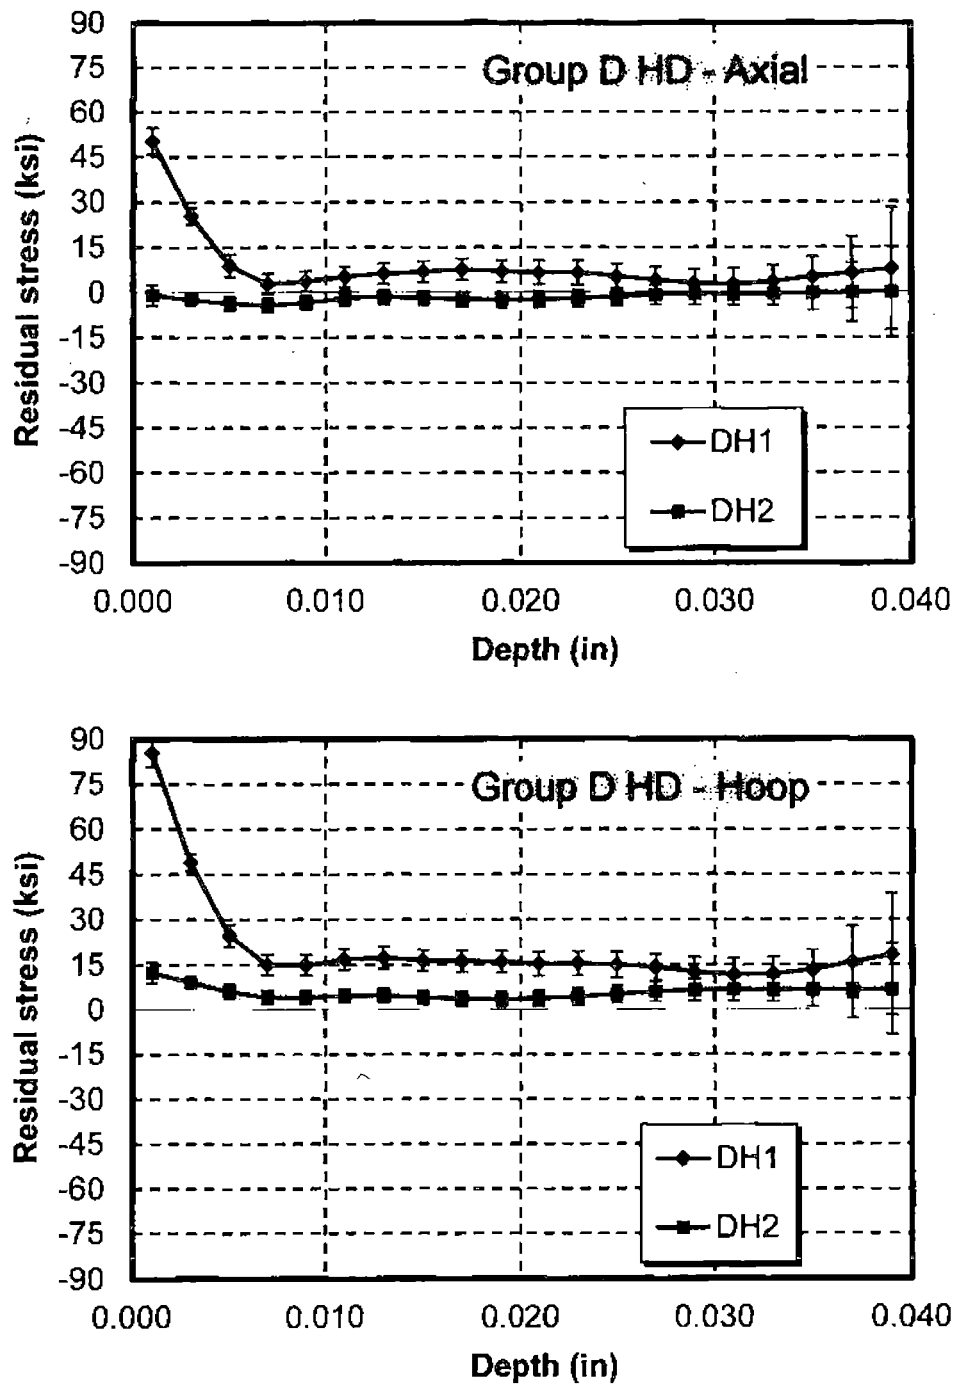 Group D HD - Axial
Residual stress (ksi)
90
75
60
45
30
15
0
-15
-30
-45
-60
-75
-90
DH1
DH2
0.000 0.010 0.020 0.030 0.040
Depth (in)
Group D HD - Hoop
Residual stress (ksi)
90
75
60
45
30
15
0
-15
-30
-45
-60
-75
-90
DH1
DH2
0.000 0.010 0.020 0.030 0.040
Depth (in)